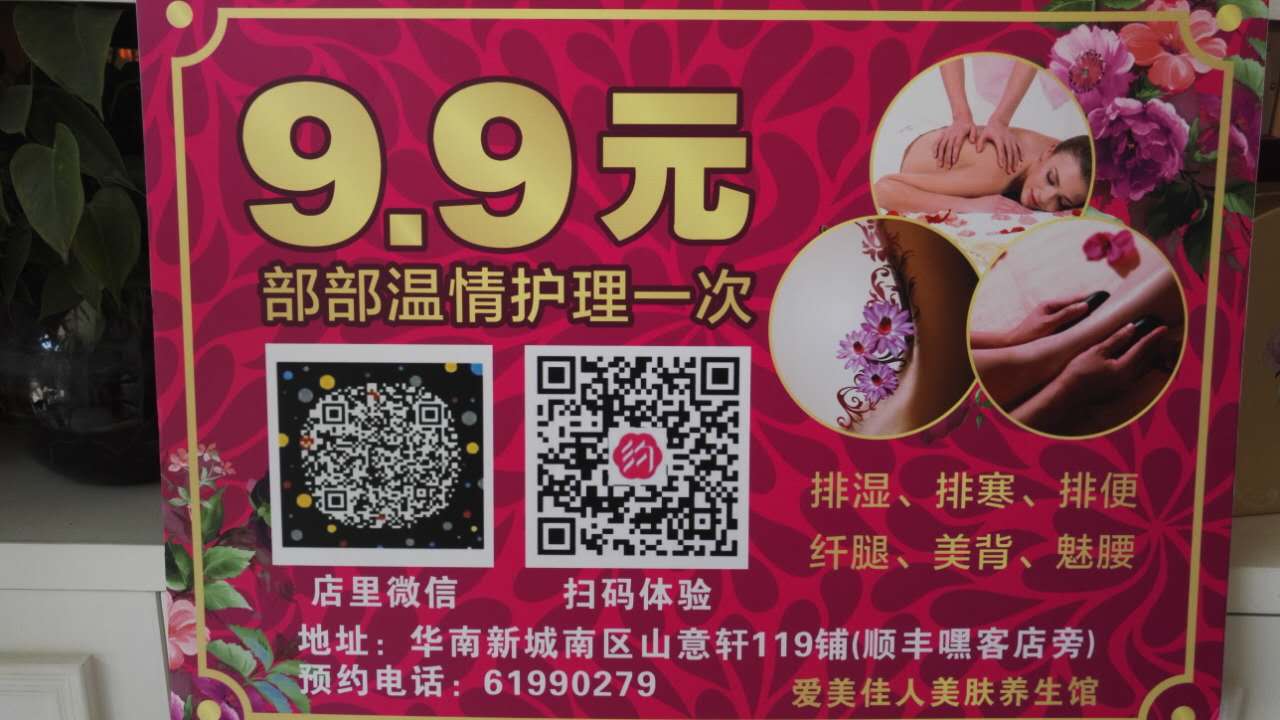 9.9元
部部温情护理一次
店里微信
扫码体验
约
排湿、排寒、排便
纤腿、美背、魅腰
地址：华南新城南区山意轩119铺(顺丰嘿客店旁)
预约电话：61990279
爱美佳人美肤养生馆